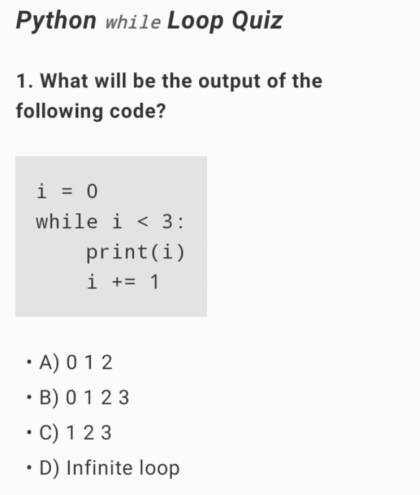 Python while Loop Quiz
1. What will be the output of the
following code?
i = 0
while i < 3:
    print(i)
    i += 1
• A) 0 1 2
• B) 0 1 2 3
• C) 1 2 3
• D) Infinite loop